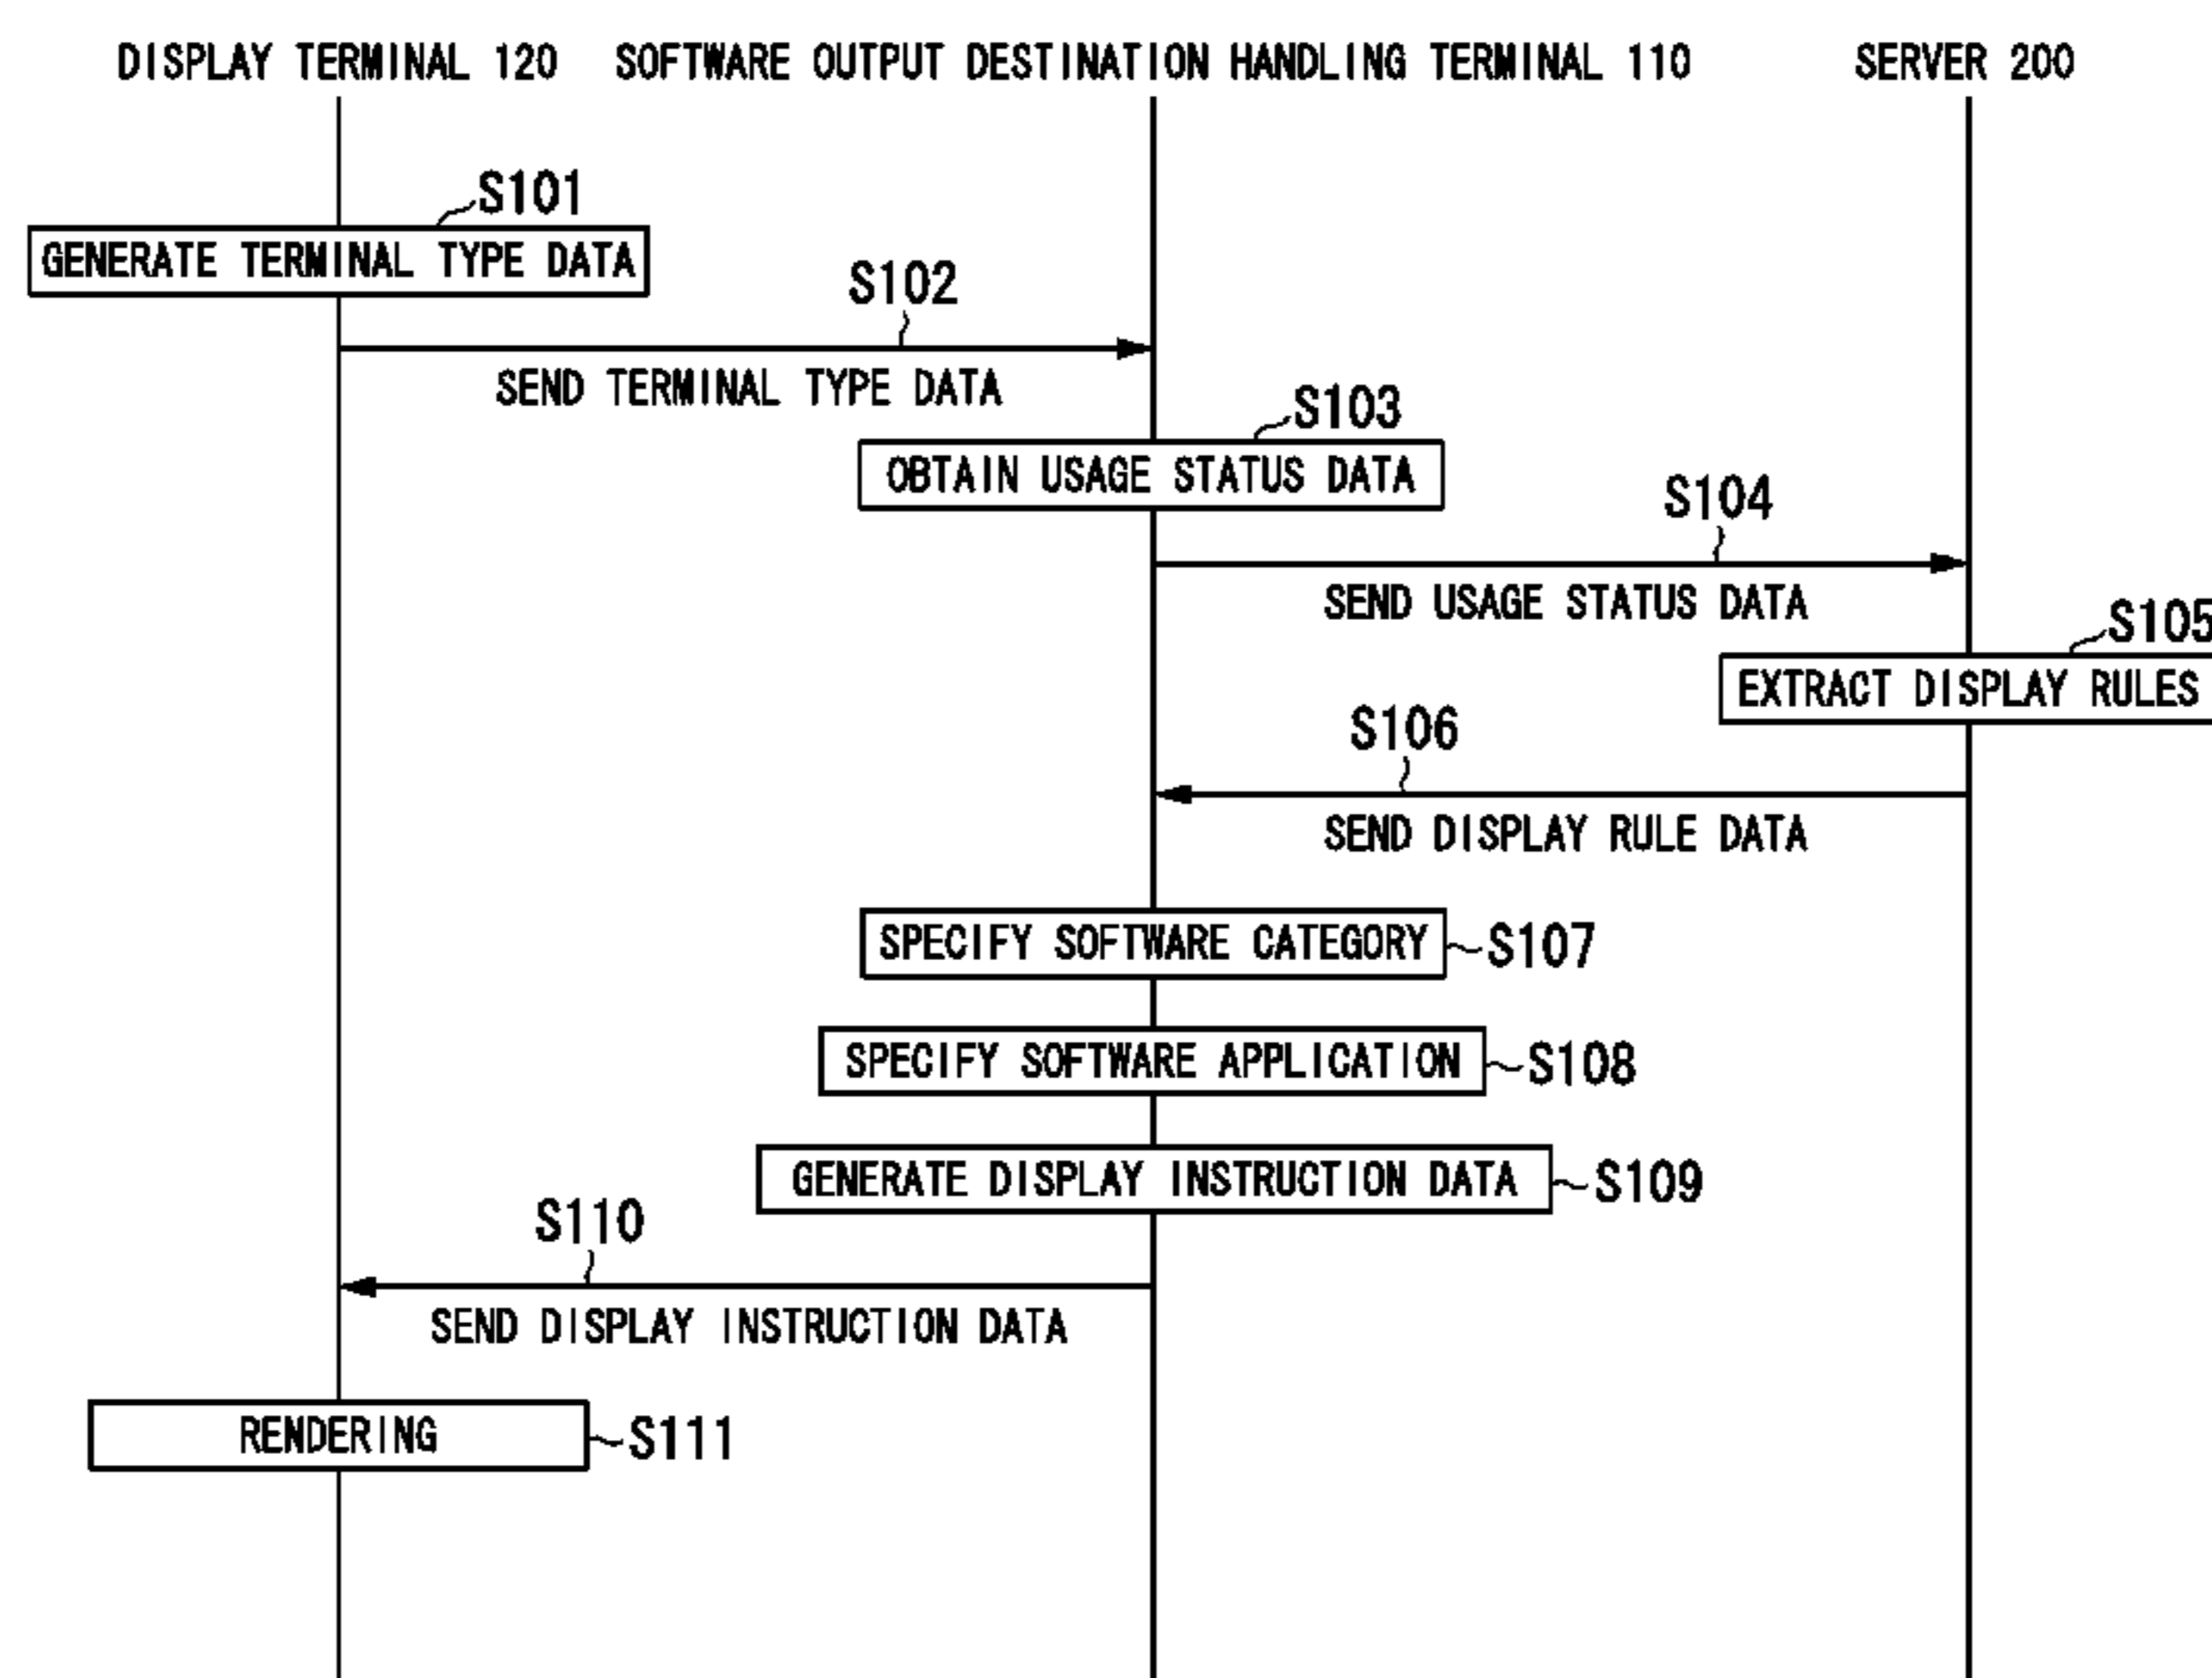 DISPLAY TERMINAL 120 SOFTWARE OUTPUT DESTINATION HANDLING TERMINAL 110 SERVER 200
S101
GENERATE TERMINAL TYPE DATA
S102
SEND TERMINAL TYPE DATA
S103
OBTAIN USAGE STATUS DATA
S104
SEND USAGE STATUS DATA
S105
EXTRACT DISPLAY RULES
S106
SEND DISPLAY RULE DATA
SPECIFY SOFTWARE CATEGORY S107
SPECIFY SOFTWARE APPLICATION S108
GENERATE DISPLAY INSTRUCTION DATA S109
S110
SEND DISPLAY INSTRUCTION DATA
RENDERING S111